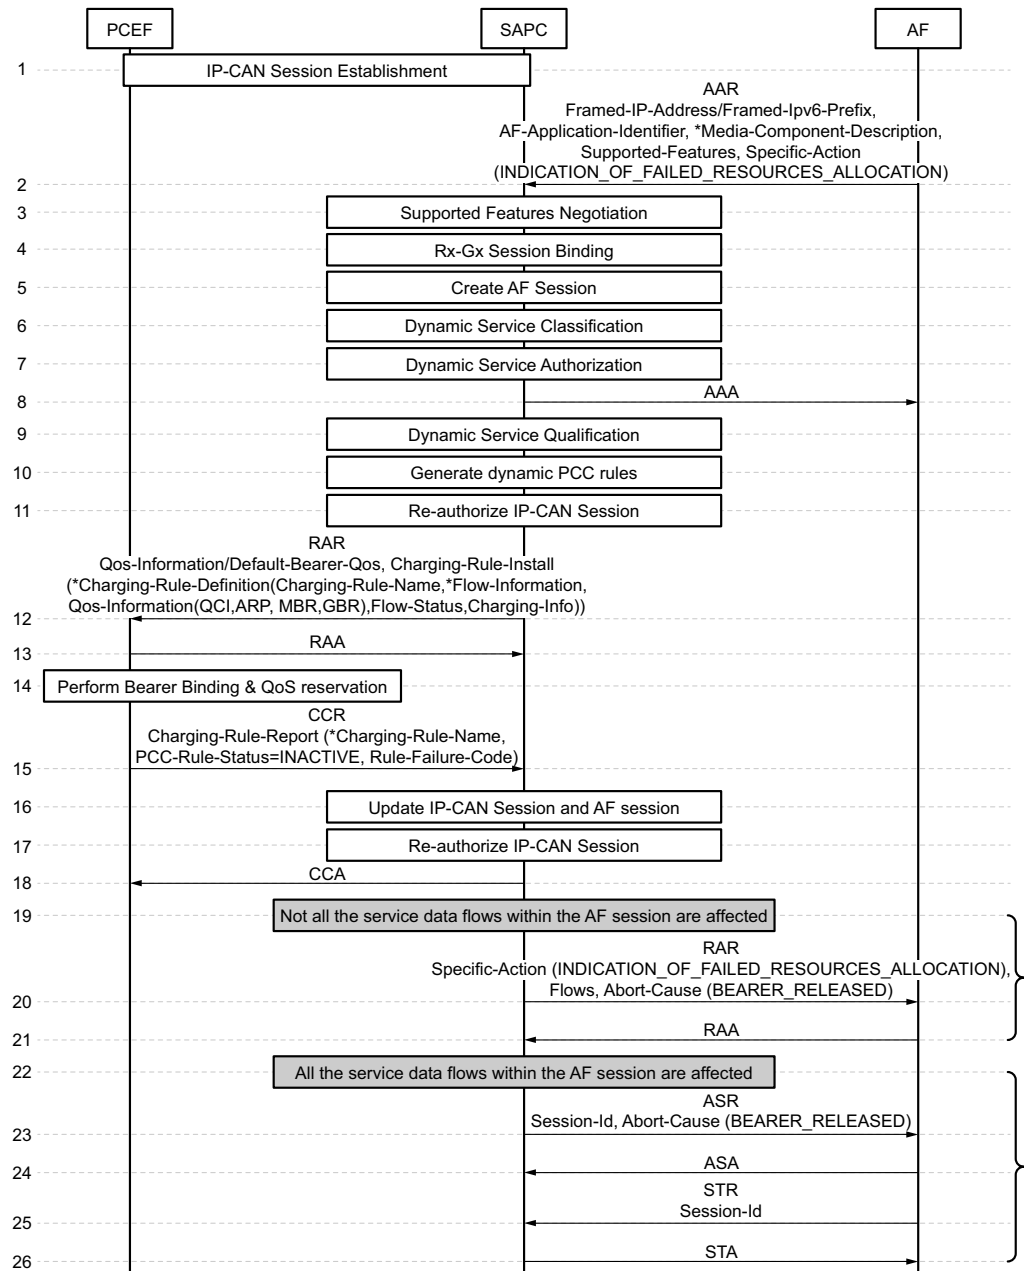 PCEF
SAPC
AF
1
IP-CAN Session Establishment
AAR
Framed-IP-Address/Framed-Ipv6-Prefix,
AF-Application-Identifier, *Media-Component-Description,
Supported-Features, Specific-Action
(INDICATION_OF_FAILED_RESOURCES_ALLOCATION)
2
3
Supported Features Negotiation
4
Rx-Gx Session Binding
5
Create AF Session
6
Dynamic Service Classification
7
Dynamic Service Authorization
AAA
8
9
Dynamic Service Qualification
10
Generate dynamic PCC rules
11
Re-authorize IP-CAN Session
RAR
Qos-Information/Default-Bearer-Qos, Charging-Rule-Install
(*Charging-Rule-Definition(Charging-Rule-Name,*Flow-Information,
Qos-Information(QCI,ARP, MBR,GBR),Flow-Status,Charging-Info))
12
RAA
13
14
Perform Bearer Binding & QoS reservation
CCR
Charging-Rule-Report (*Charging-Rule-Name,
PCC-Rule-Status=INACTIVE, Rule-Failure-Code)
15
16
Update IP-CAN Session and AF session
17
Re-authorize IP-CAN Session
CCA
18
19
Not all the service data flows within the AF session are affected
RAR
Specific-Action (INDICATION_OF_FAILED_RESOURCES_ALLOCATION),
Flows, Abort-Cause (BEARER_RELEASED)
20
RAA
21
22
All the service data flows within the AF session are affected
ASR
Session-Id, Abort-Cause (BEARER_RELEASED)
23
ASA
24
STR
Session-Id
25
STA
26